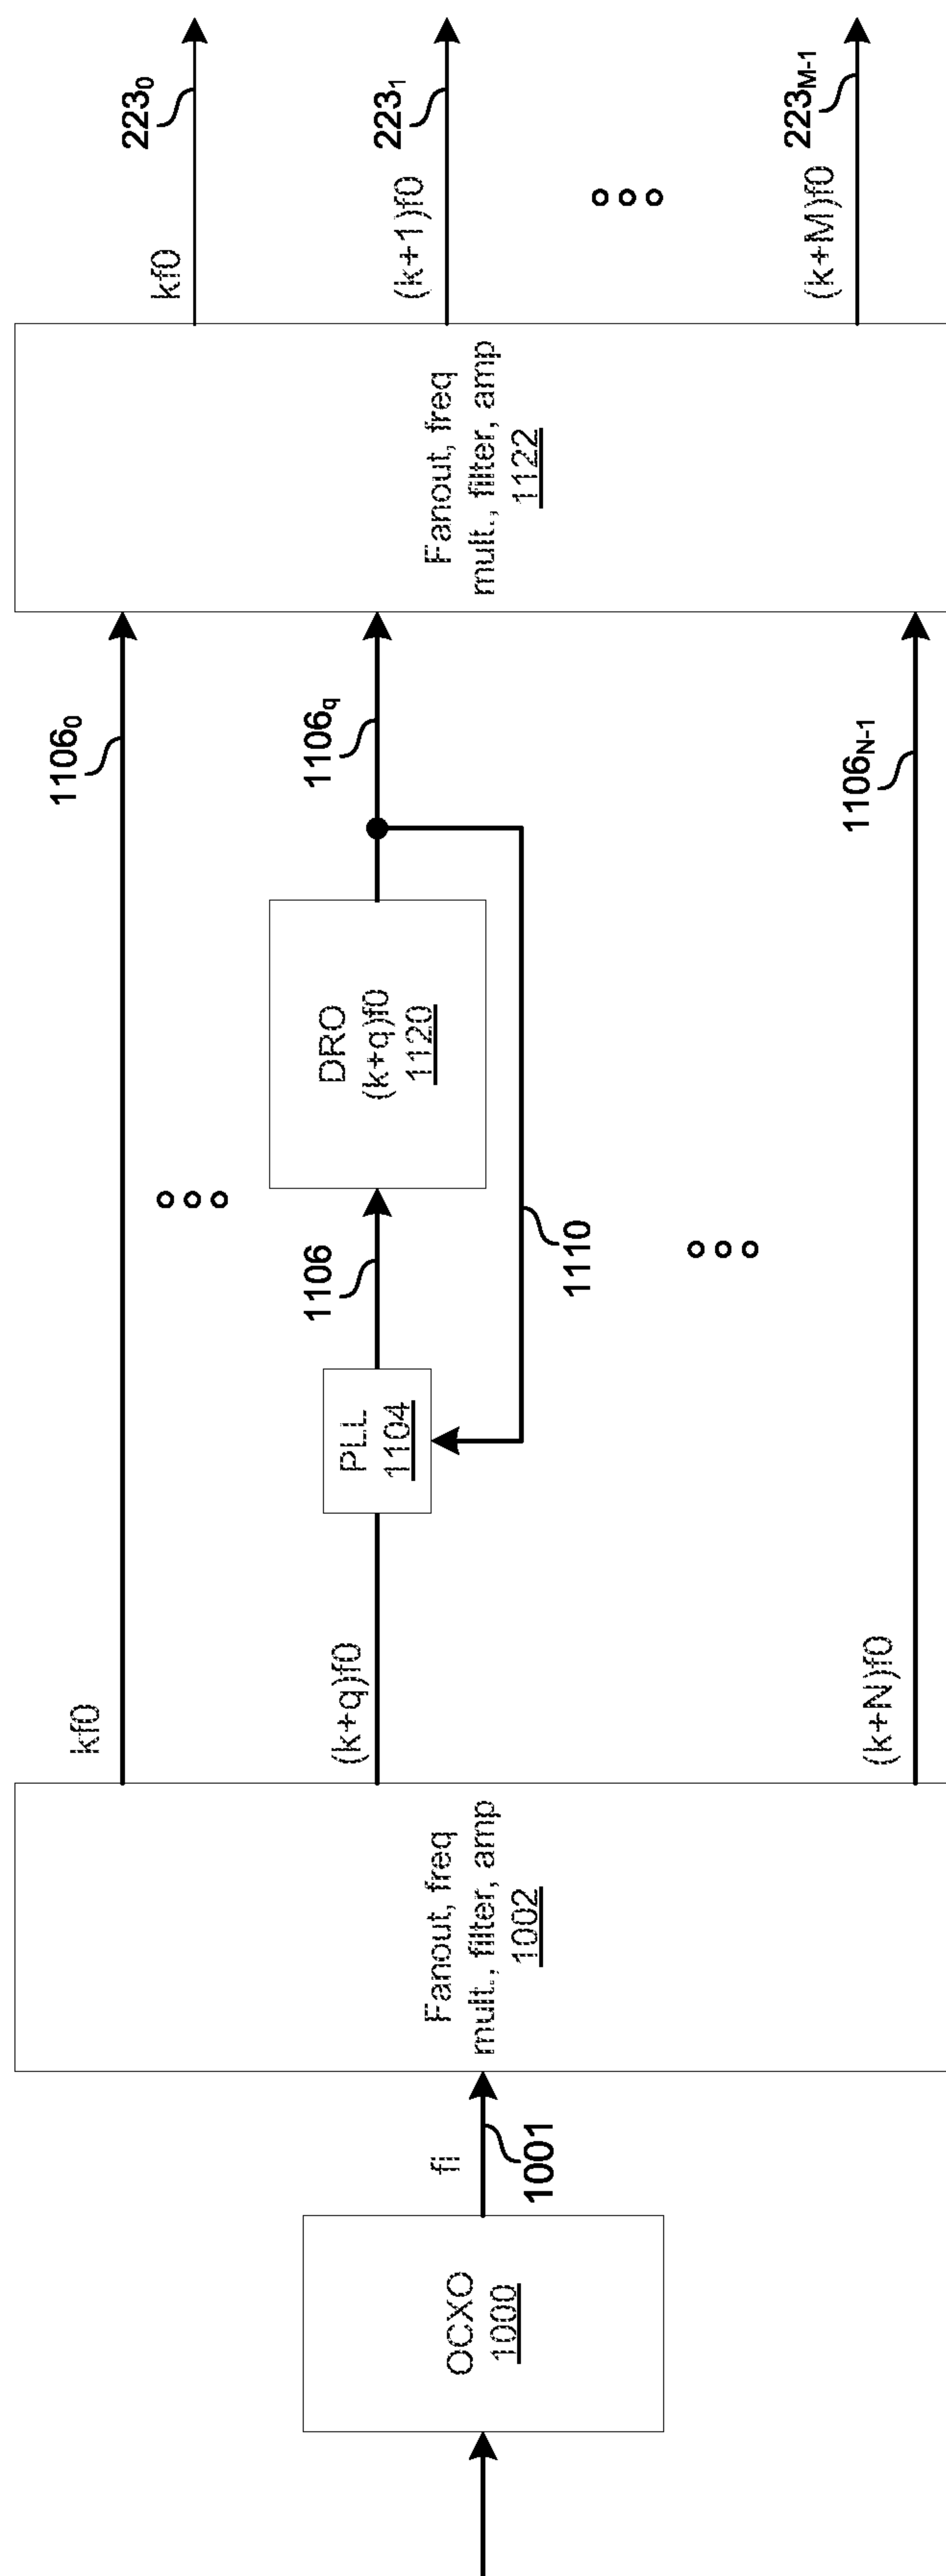 OCXO
1000
fi
1001
Fanout, freq
mult., filter, amp
1002
kf0
(k+q)f0
(k+N)f0
PLL
1104
1106
DRO
(k+q)f0
1120
1110
1106₀
1106q
1106N-1
Fanout, freq
mult., filter, amp
1122
kf0
223₀
(k+1)f0
223₁
(k+M)f0
223M-1